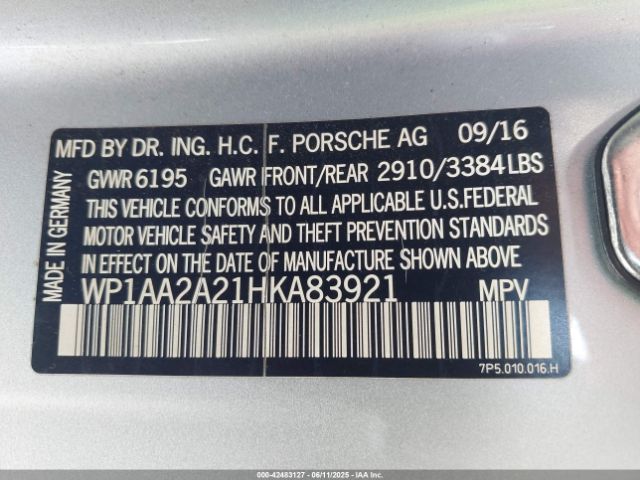 MFD BY DR. ING. H.C. F. PORSCHE AG 09/16
GVWR 6195 GAWR FRONT/REAR 2910/3384LBS
THIS VEHICLE CONFORMS TO ALL APPLICABLE U.S.FEDERAL
MOTOR VEHICLE SAFETY AND THEFT PREVENTION STANDARDS
IN EFFECT ON THE DATE OF MANUFACTURE SHOWN ABOVE
WP1AA2A21HKA83921 MPV
7P5.010.016.H
MADE IN GERMANY
000-42483127 - 06/11/2025 - IAA, Inc.